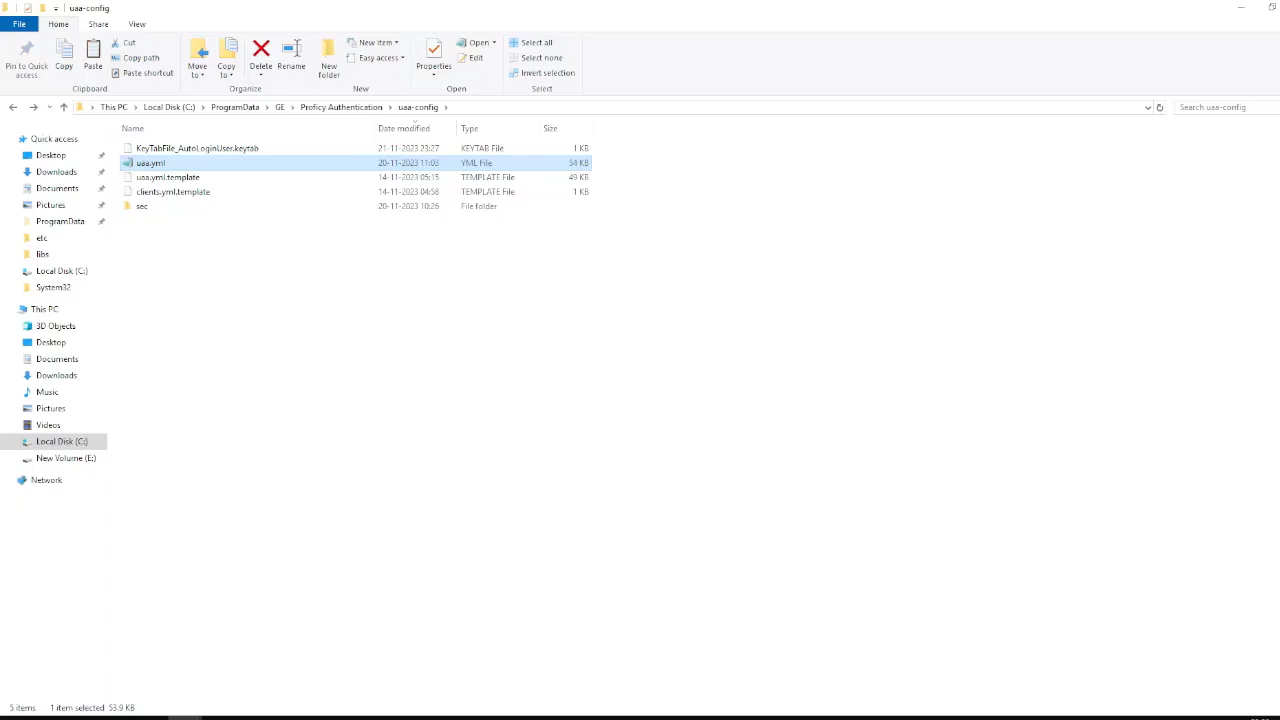 uaa-config
File Home Share View
Pin to Quick access
Copy
Paste
Cut
Copy path
Paste shortcut
Clipboard
Move to
Copy to
Delete
Rename
Organize
New folder
New item
Easy access
New
Properties
Open
Edit
Open
Select all
Select none
Invert selection
Select
This PC > Local Disk (C:) > ProgramData > GE > Proficy Authentication > uaa-config >
Search uaa-config
Name Date modified Type Size
KeyTabFile_AutoLoginUser.keytab 21-11-2023 23:27 KEYTAB File 1 KB
uaa.yml 20-11-2023 11:03 YML File 54 KB
uaa.yml.template 14-11-2023 05:15 TEMPLATE File 49 KB
clients.yml.template 14-11-2023 04:58 TEMPLATE File 1 KB
sec 20-11-2023 10:26 File folder
Quick access
Desktop
Downloads
Documents
Pictures
ProgramData
etc
libs
Local Disk (C:)
System32
This PC
3D Objects
Desktop
Documents
Downloads
Music
Pictures
Videos
Local Disk (C:)
New Volume (E:)
Network
5 items 1 item selected 53.9 KB